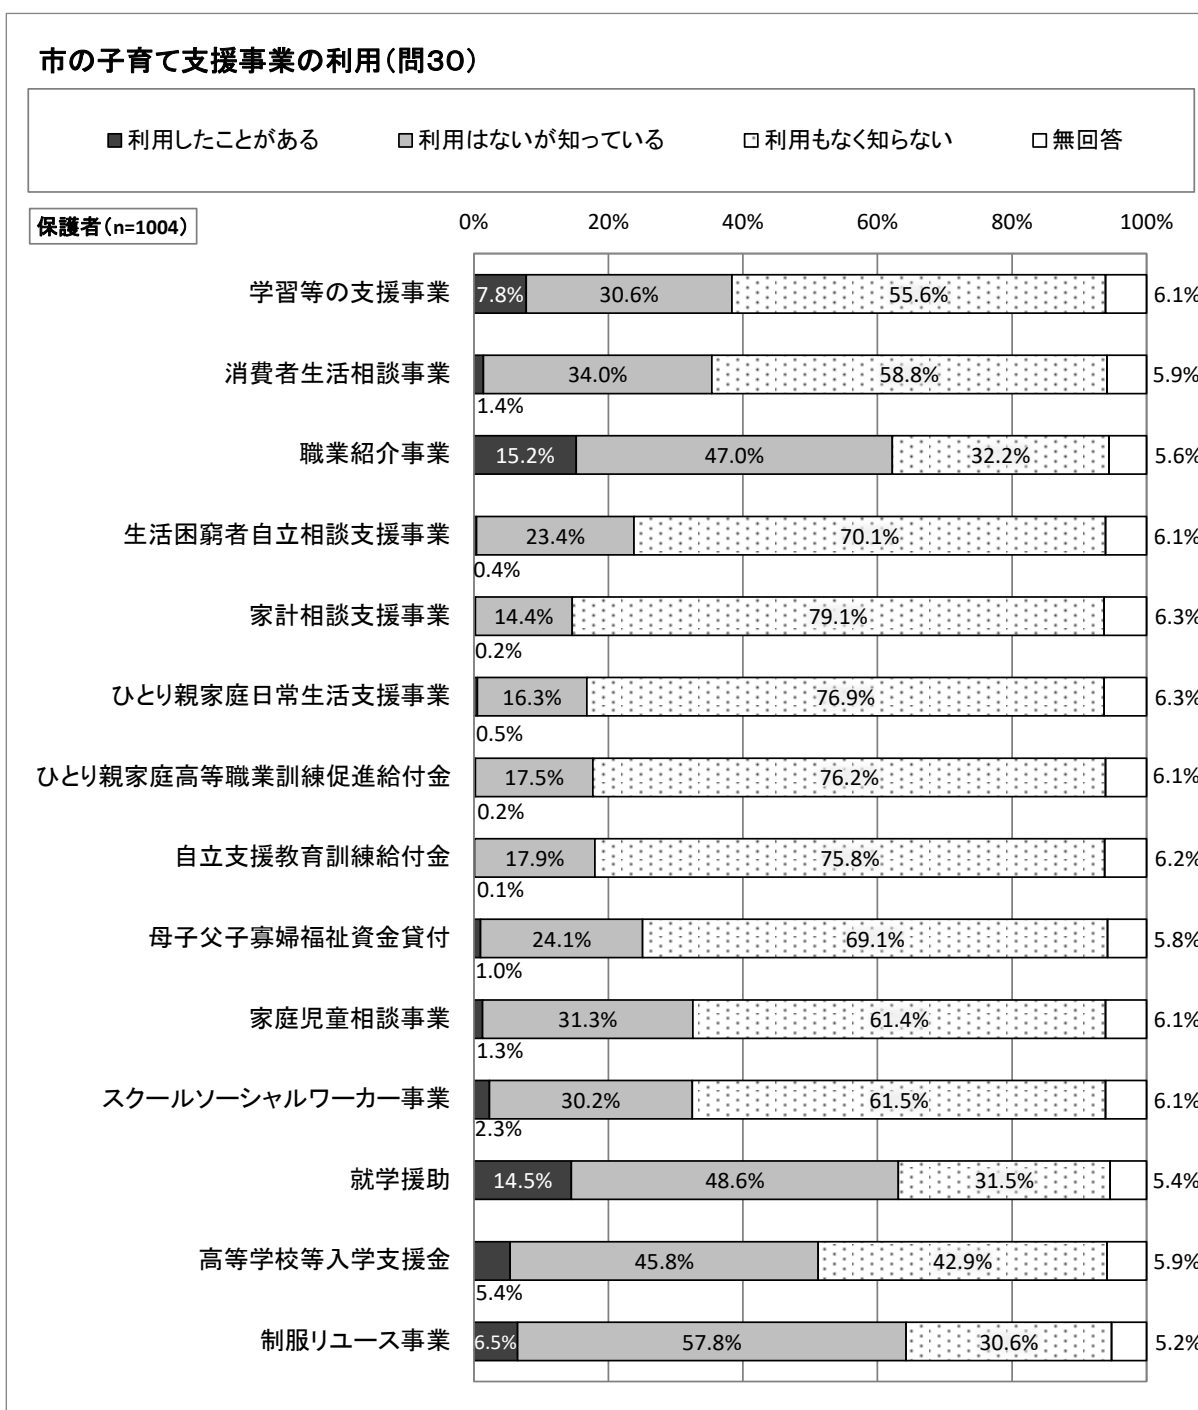 市の子育て支援事業の利用(問30)
■利用したことがある ■利用はないが知っている □利用もなく知らない □無回答
保護者(n=1004)
0% 20% 40% 60% 80% 100%
学習等の支援事業 7.8% 30.6% 55.6% 6.1%
消費者生活相談事業 34.0% 58.8% 5.9%
1.4%
職業紹介事業 15.2% 47.0% 32.2% 5.6%
生活困窮者自立相談支援事業 23.4% 70.1% 6.1%
0.4%
家計相談支援事業 14.4% 79.1% 6.3%
0.2%
ひとり親家庭日常生活支援事業 16.3% 76.9% 6.3%
0.5%
ひとり親家庭高等職業訓練促進給付金 17.5% 76.2% 6.1%
0.2%
自立支援教育訓練給付金 17.9% 75.8% 6.2%
0.1%
母子父子寡婦福祉資金貸付 24.1% 69.1% 5.8%
1.0%
家庭児童相談事業 31.3% 61.4% 6.1%
1.3%
スクールソーシャルワーカー事業 30.2% 61.5% 6.1%
2.3%
就学援助 14.5% 48.6% 31.5% 5.4%
高等学校等入学支援金 45.8% 42.9% 5.9%
5.4%
制服リユース事業 6.5% 57.8% 30.6% 5.2%